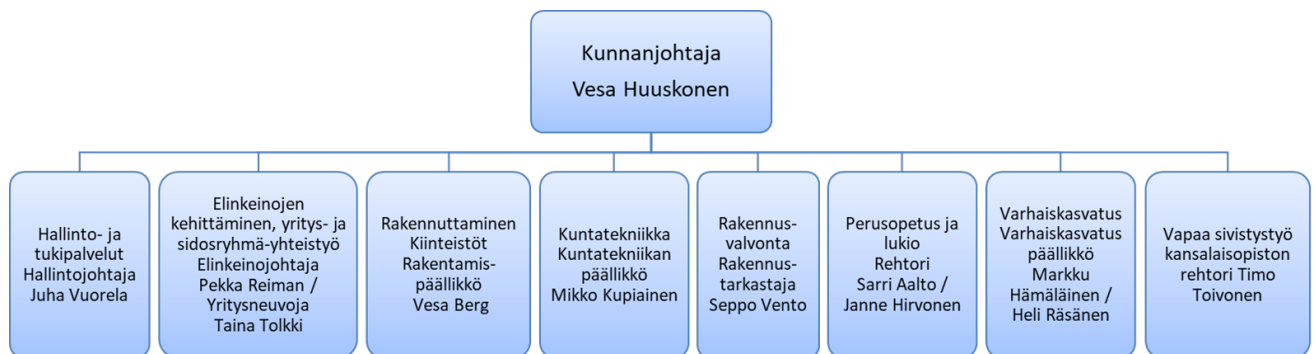 Kunnanjohtaja
Vesa Huuskonen
Hallinto- ja
tukipalvelut
Hallintojohtaja
Juha Vuorela
Elinkeinojen
kehittäminen, yritys- ja
sidosryhmä-yhteistyö
Elinkeinojohtaja
Pekka Reiman /
Yritysneuvoja
Taina Tolkki
Rakennuttaminen
Kiinteistöt
Rakentamis-
päällikkö
Vesa Berg
Kuntatekniikka
Kuntatekniikan
päällikkö
Mikko Kupiainen
Rakennus-
valvonta
Rakennus-
tarkastaja
Seppo Vento
Perusopetus ja
lukio
Rehtori
Sarri Aalto /
Janne Hirvonen
Varhaiskasvatus
Varhaiskasvatus
päällikkö
Markku
Hämäläinen /
Heli Räsänen
Vapaa sivistystyö
kansalaisopiston
rehtori Timo
Toivonen